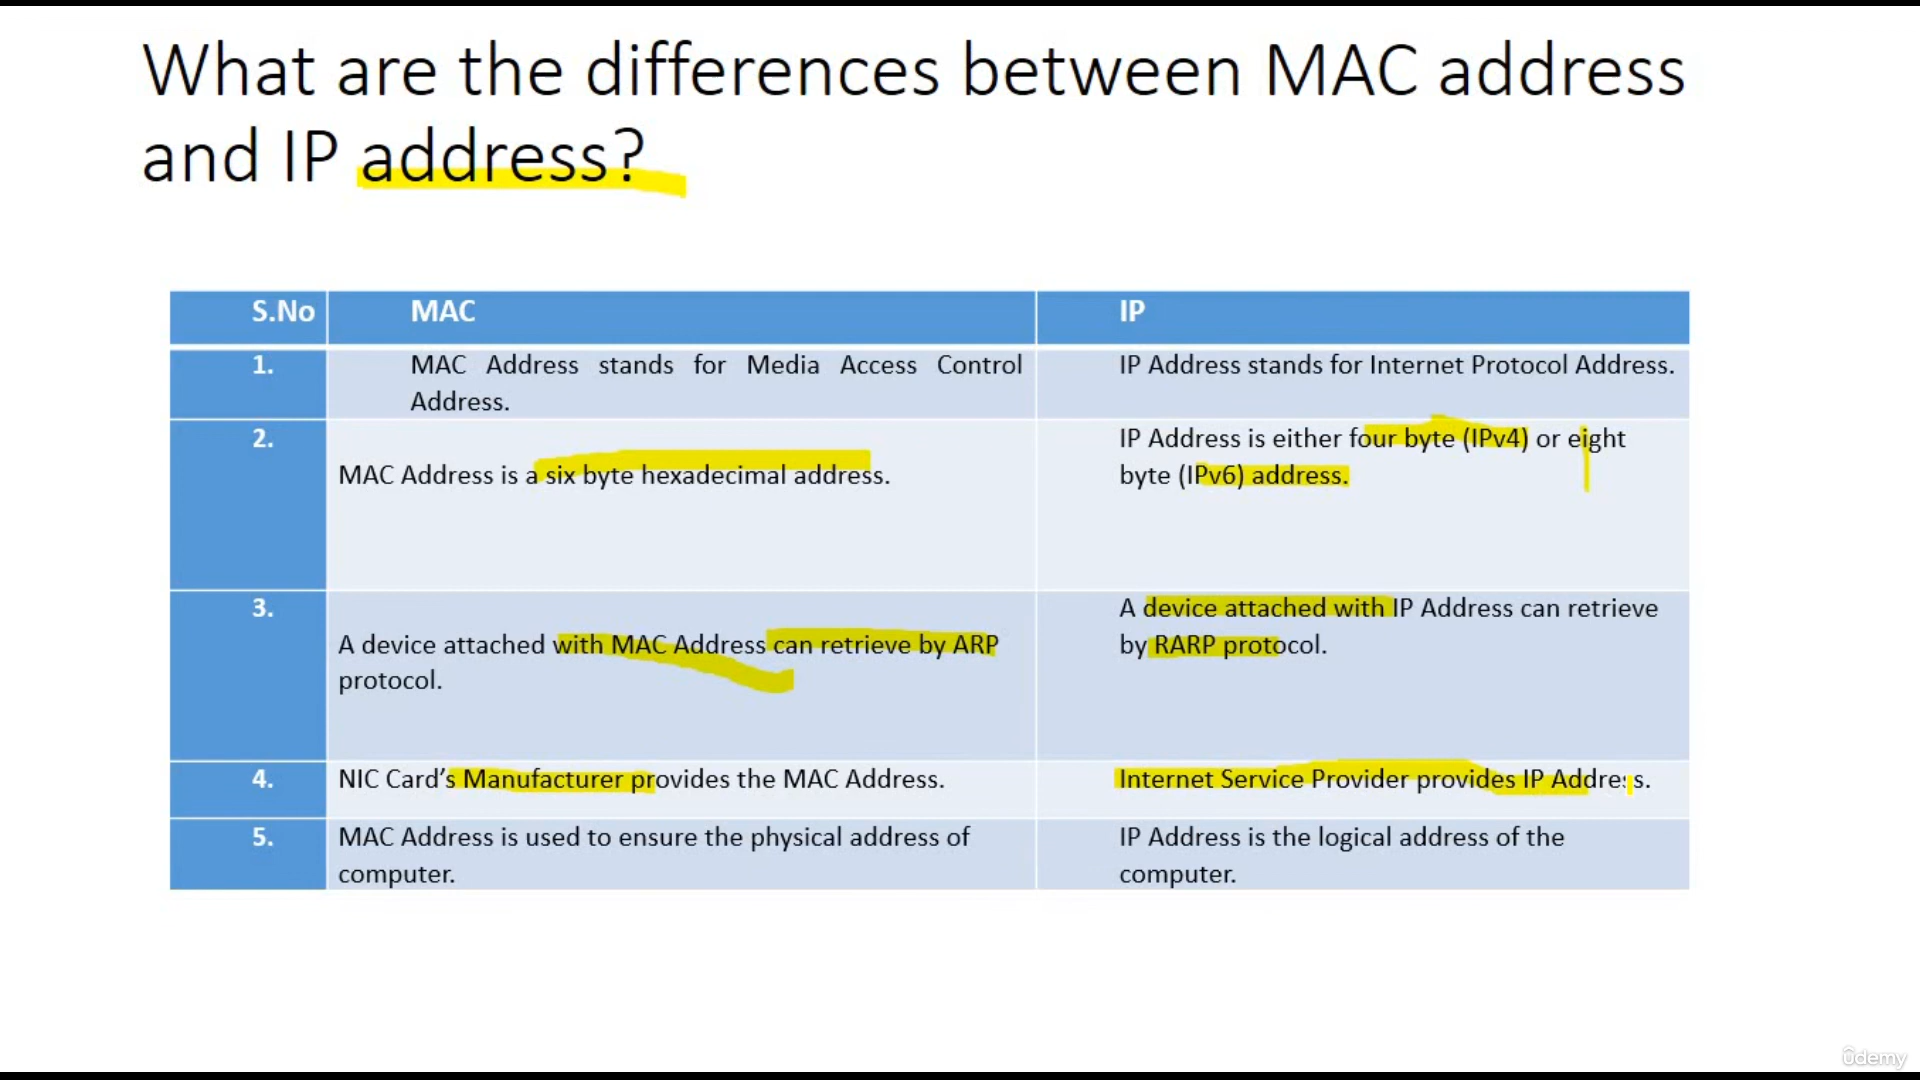 What are the differences between MAC address
and IP address?
S.No MAC IP
1. MAC Address stands for Media Access Control
Address.
IP Address stands for Internet Protocol Address.
2. MAC Address is a six byte hexadecimal address.
IP Address is either four byte (IPv4) or eight
byte (IPv6) address.
3. A device attached with MAC Address can retrieve by ARP
protocol.
A device attached with IP Address can retrieve
by RARP protocol.
4. NIC Card's Manufacturer provides the MAC Address.
Internet Service Provider provides IP Address.
5. MAC Address is used to ensure the physical address of
computer.
IP Address is the logical address of the
computer.
ûdemy